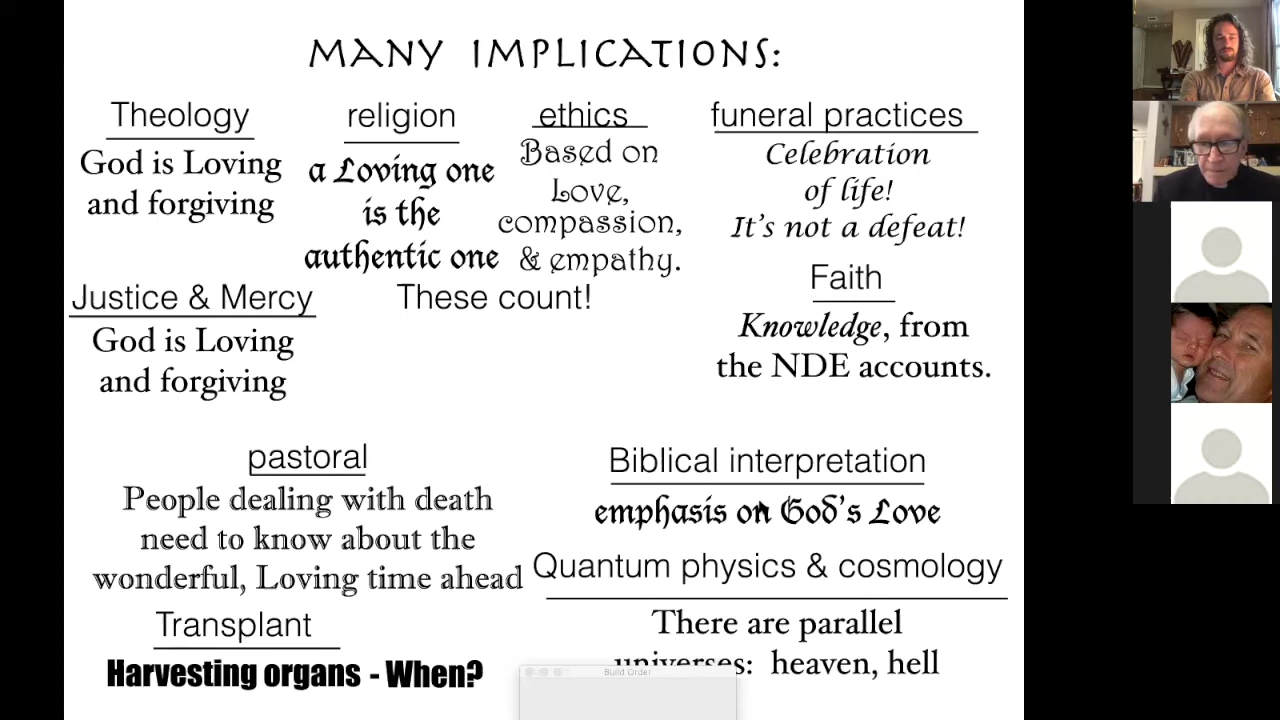 MANY IMPLICATIONS:
Theology
God is Loving
and forgiving
religion
a Loving one
is the
authentic one
ethics
Based on
Love,
compassion,
& empathy.
These count!
funeral practices
Celebration
of life!
It's not a defeat!
Justice & Mercy
God is Loving
and forgiving
Faith
Knowledge, from
the NDE accounts.
pastoral
People dealing with death
need to know about the
wonderful, Loving time ahead
Biblical interpretation
emphasis on God's Love
Transplant
Harvesting organs - When?
Quantum physics & cosmology
There are parallel
universes: heaven, hell
Build Order